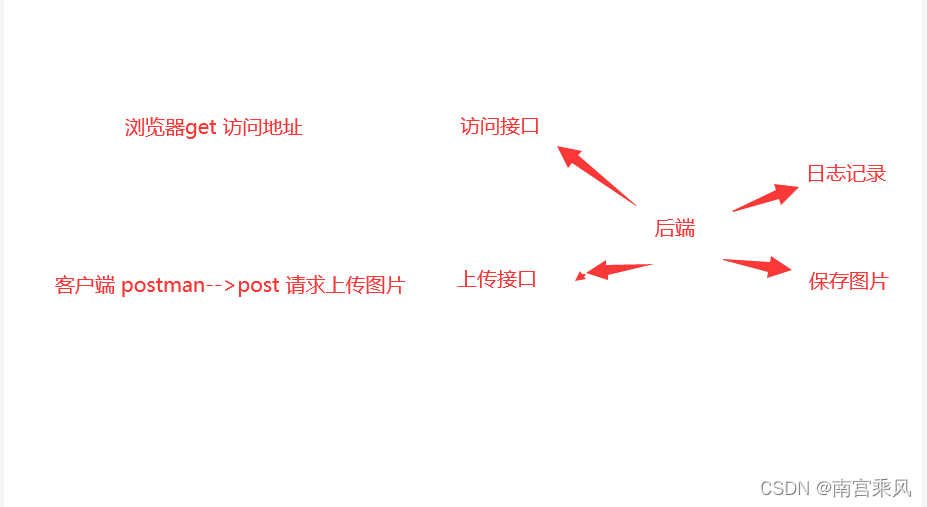 浏览器get 访问地址
访问接口
日志记录
后端
客户端 postman-->post 请求上传图片
上传接口
保存图片
CSDN @南宫乘风